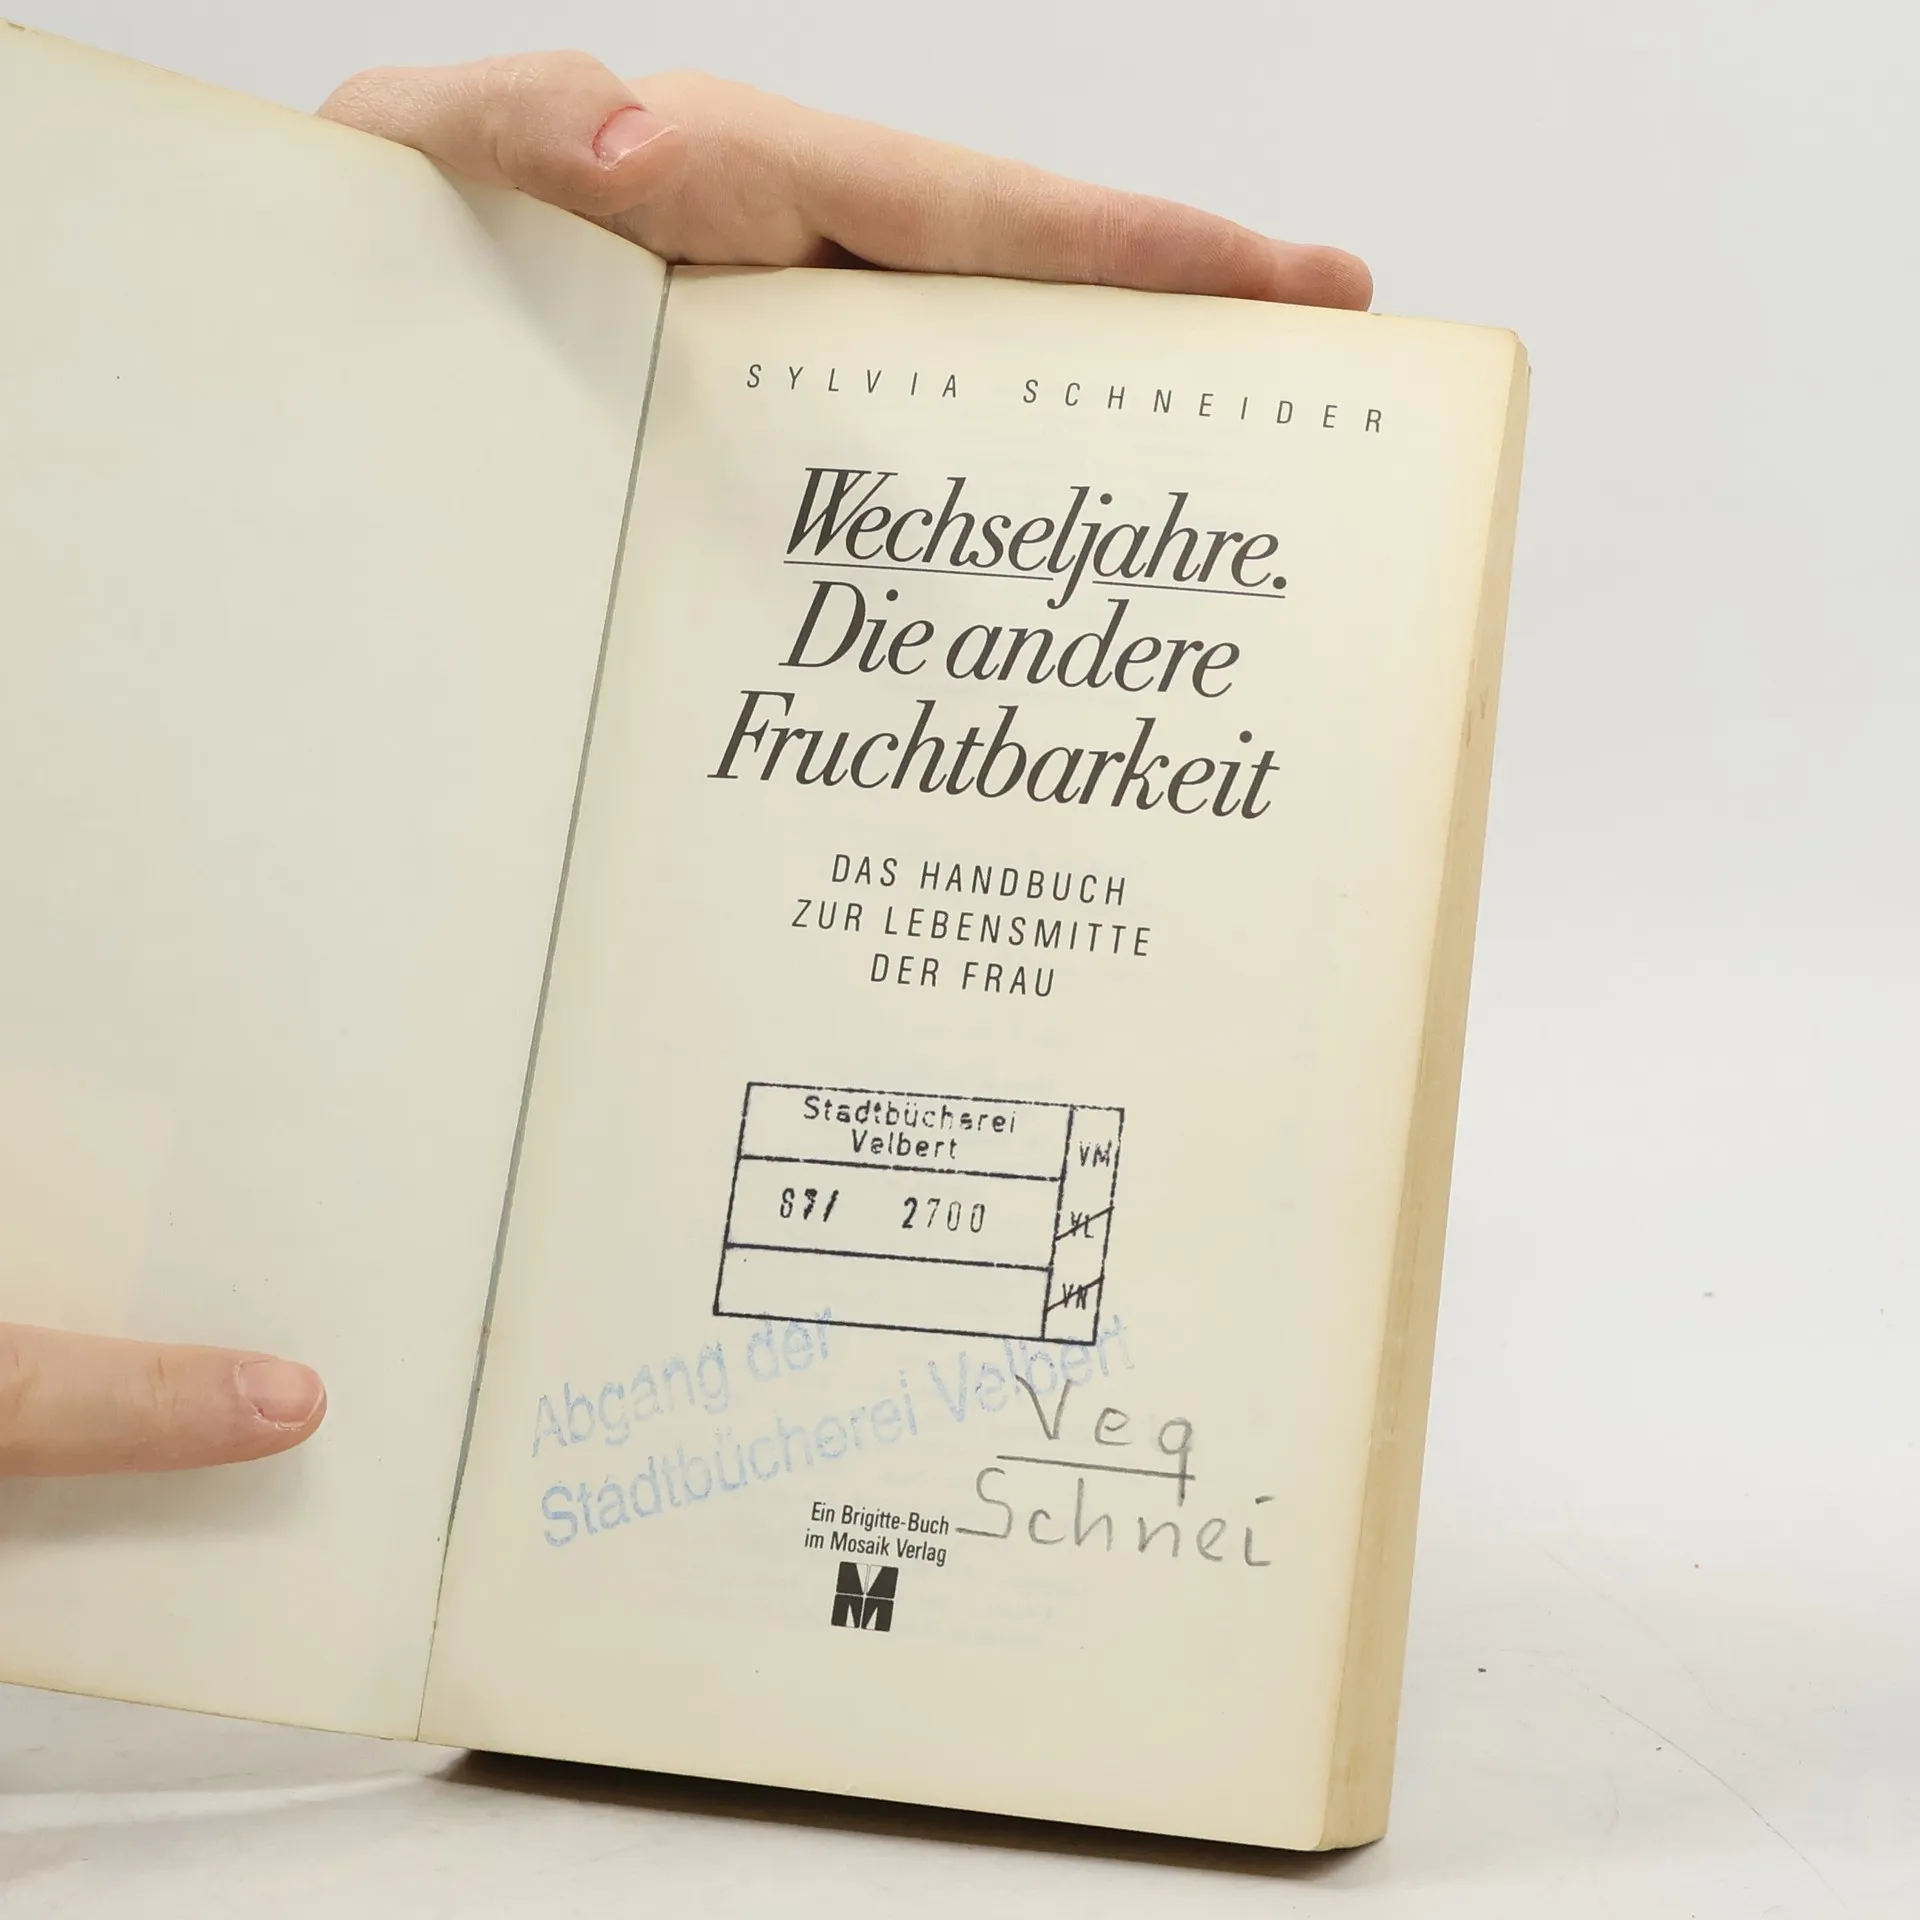 SYLVIA SCHNEIDER
Wechseljahre.
Die andere
Fruchtbarkeit
DAS HANDBUCH
ZUR LEBENSMITTE
DER FRAU
Stadtbücherei
Velbert
VM
87/ 2700
VL
VN
Abgang der
Stadtbücherei Velbert
Veq
Schnei
Ein Brigitte-Buch
im Mosaik Verlag